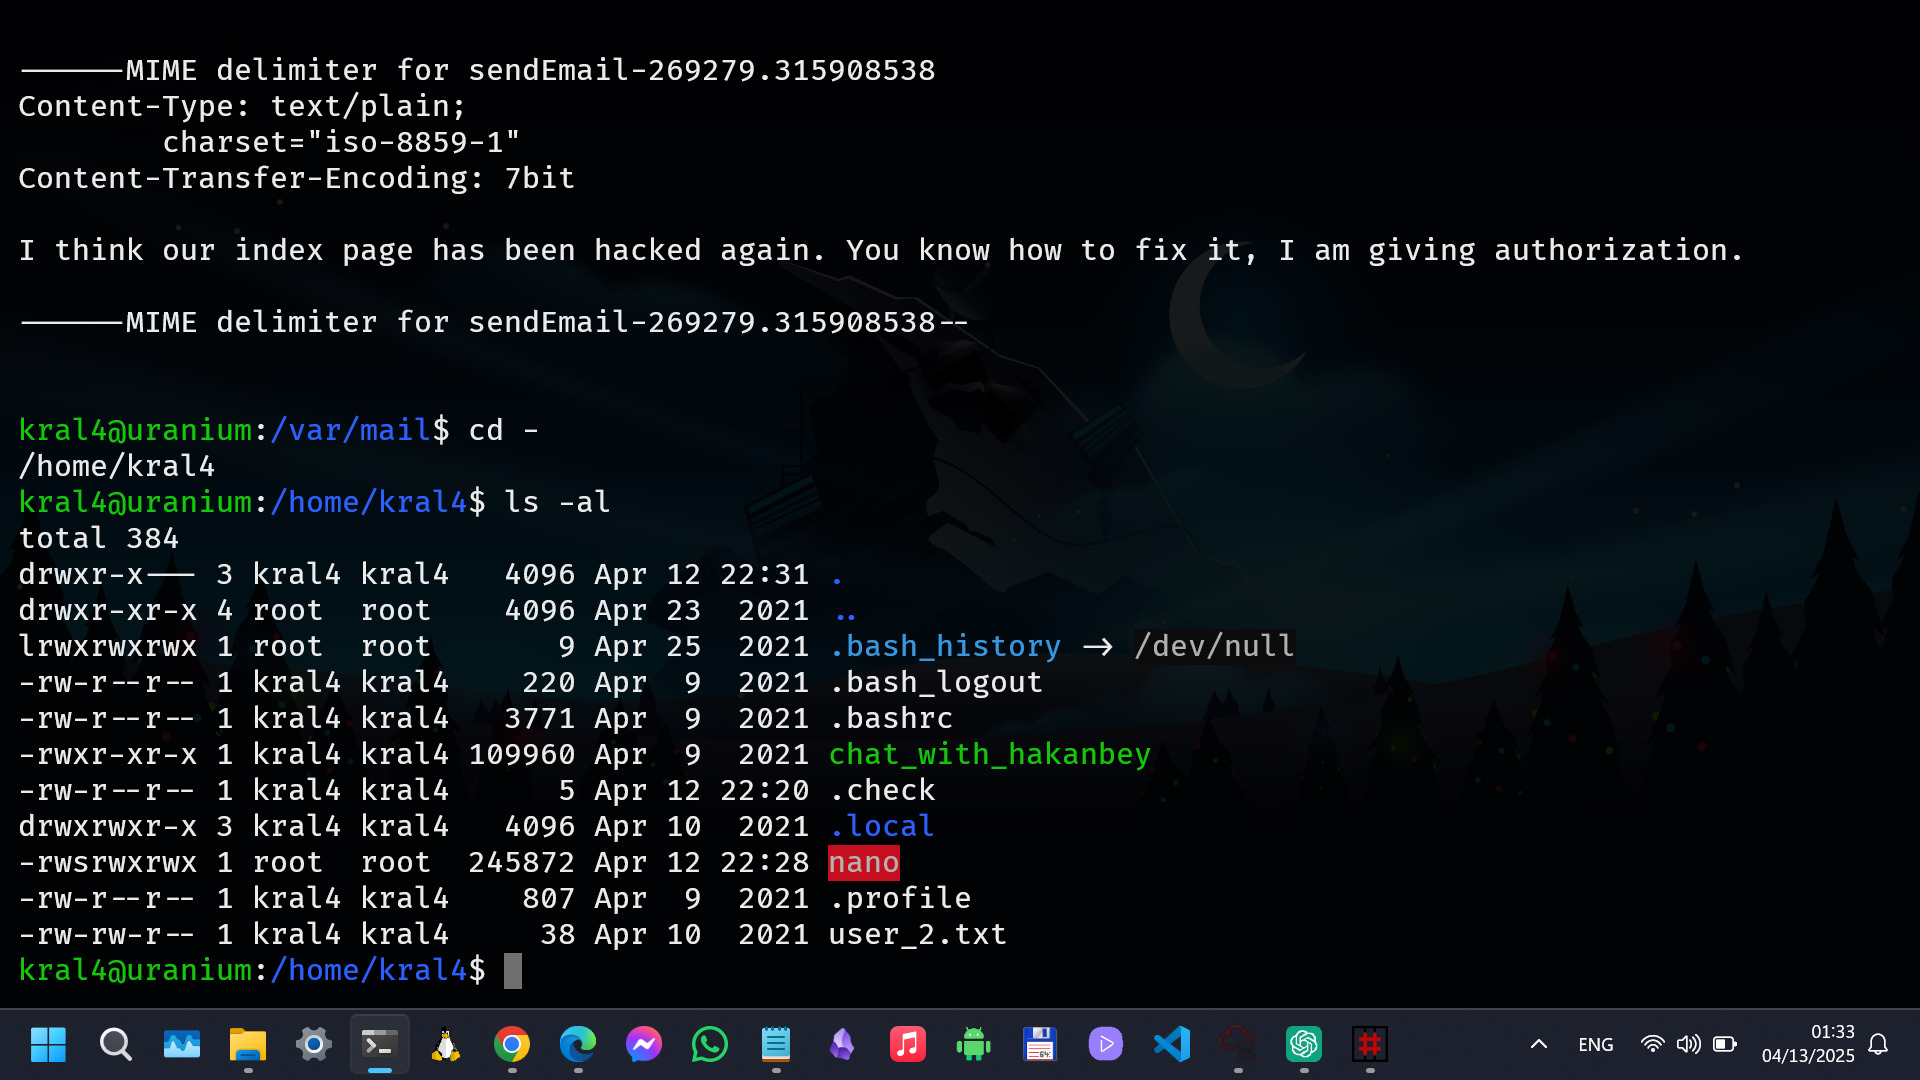 ------MIME delimiter for sendEmail-269279.315908538
Content-Type: text/plain;
        charset="iso-8859-1"
Content-Transfer-Encoding: 7bit

I think our index page has been hacked again. You know how to fix it, I am giving authorization.

------MIME delimiter for sendEmail-269279.315908538--

kral4@uranium:/var/mail$ cd -
/home/kral4
kral4@uranium:/home/kral4$ ls -al
total 384
drwxr-x--- 3 kral4 kral4   4096 Apr 12 22:31 .
drwxr-xr-x 4 root  root    4096 Apr 23  2021 ..
lrwxrwxrwx 1 root  root       9 Apr 25  2021 .bash_history -> /dev/null
-rw-r--r-- 1 kral4 kral4    220 Apr  9  2021 .bash_logout
-rw-r--r-- 1 kral4 kral4   3771 Apr  9  2021 .bashrc
-rwxr-xr-x 1 kral4 kral4 109960 Apr  9  2021 chat_with_hakanbey
-rw-r--r-- 1 kral4 kral4      5 Apr 12 22:20 .check
drwxrwxr-x 3 kral4 kral4   4096 Apr 10  2021 .local
-rwsrwxrwx 1 root  root  245872 Apr 12 22:28 nano
-rw-r--r-- 1 kral4 kral4    807 Apr  9  2021 .profile
-rw-rw-r-- 1 kral4 kral4     38 Apr 10  2021 user_2.txt
kral4@uranium:/home/kral4$
ENG
01:33
04/13/2025